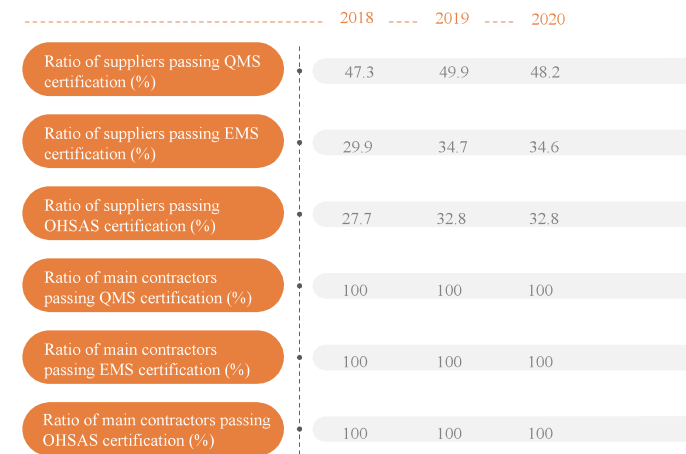 2018 2019 2020
Ratio of suppliers passing QMS
certification (%)
47.3 49.9 48.2
Ratio of suppliers passing EMS
certification (%)
29.9 34.7 34.6
Ratio of suppliers passing
OHSAS certification (%)
27.7 32.8 32.8
Ratio of main contractors
passing QMS certification (%)
100 100 100
Ratio of main contractors
passing EMS certification (%)
100 100 100
Ratio of main contractors passing
OHSAS certification (%)
100 100 100